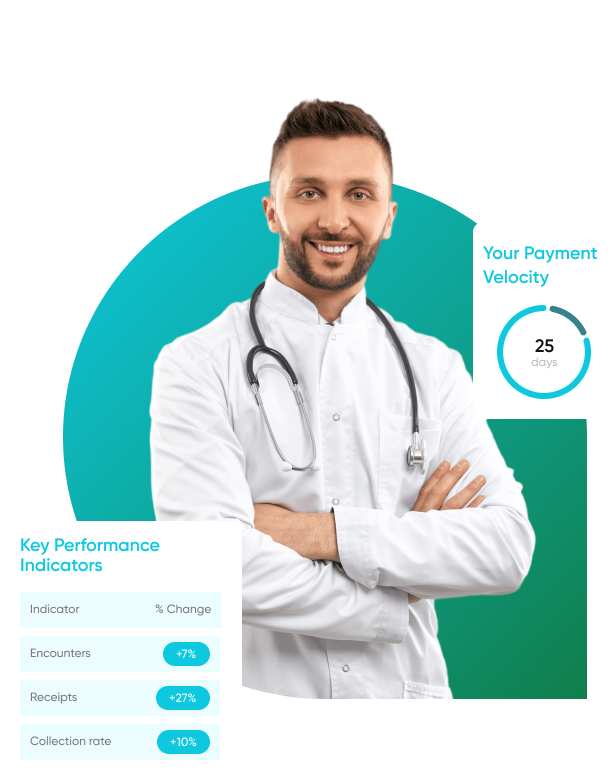 Your Payment
Velocity
25
days
Key Performance
Indicators
Indicator % Change
Encounters +7%
Receipts +27%
Collection rate +10%